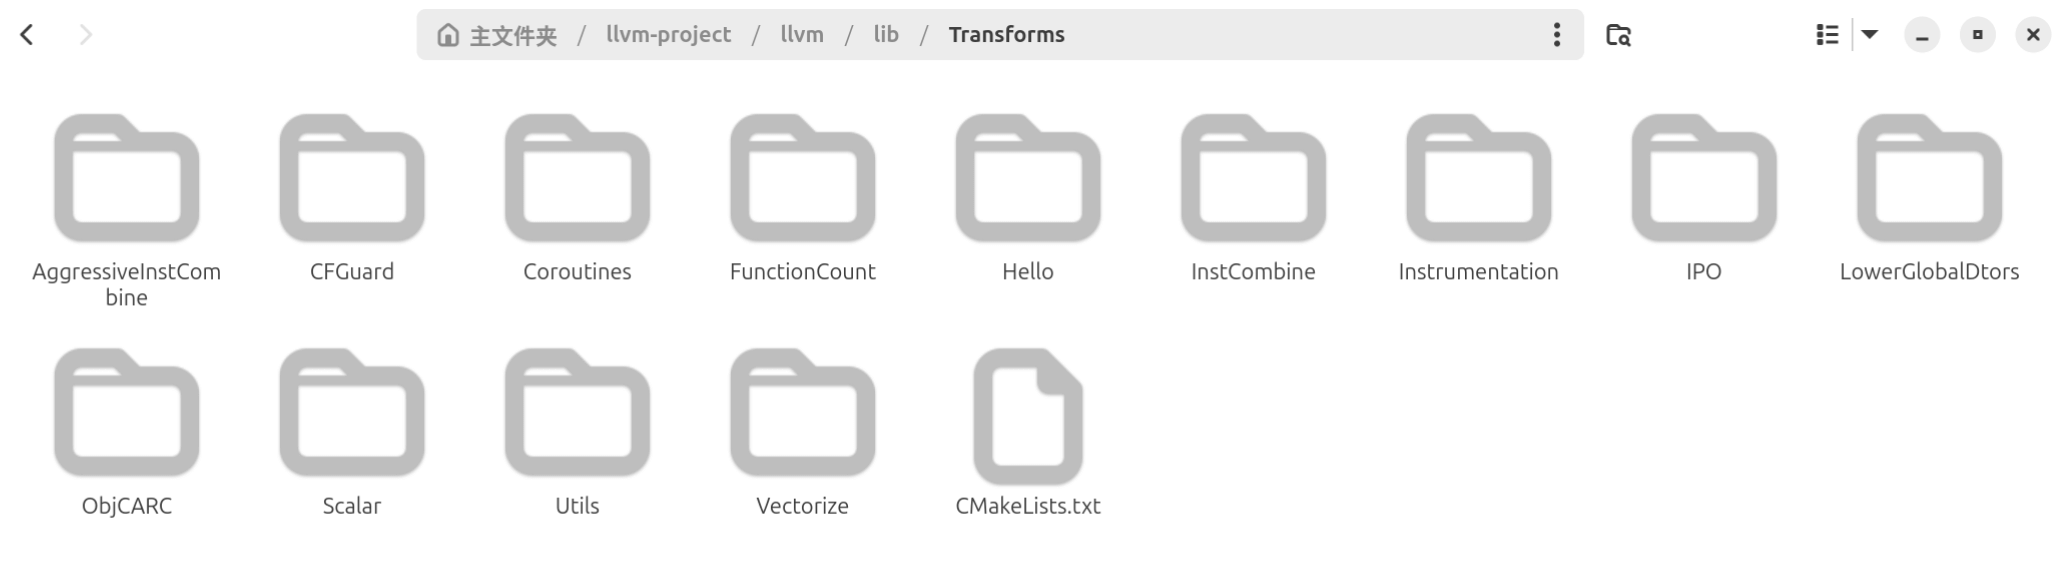 主文件夹 / llvm-project / llvm / lib / Transforms
AggressiveInstCom
bine
CFGuard
Coroutines
FunctionCount
Hello
InstCombine
Instrumentation
IPO
LowerGlobalDtors
ObjCARC
Scalar
Utils
Vectorize
CMakeLists.txt